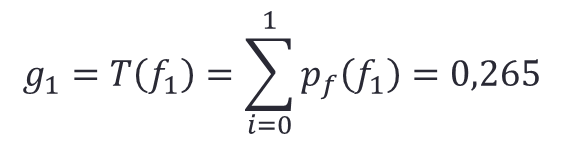 g₁ = T(f₁) = ∑_{i=0}^{1} p_f(f₁) = 0,265